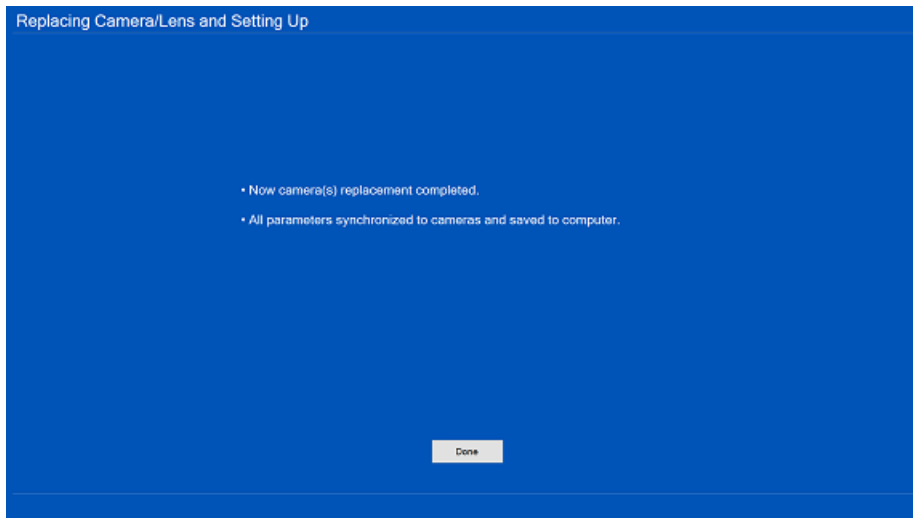 Replacing Camera/Lens and Setting Up
• Now camera(s) replacement completed.
• All parameters synchronized to cameras and saved to computer.
Done